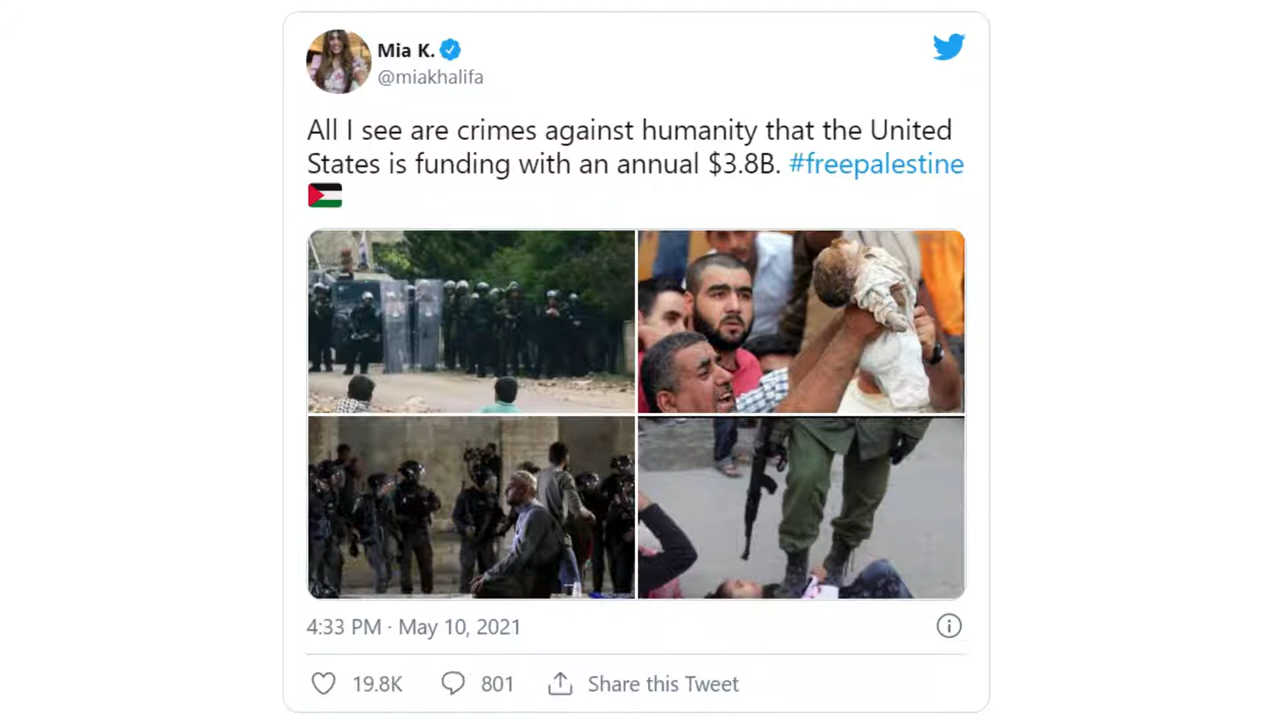 Mia K.
@miakhalifa
All I see are crimes against humanity that the United
States is funding with an annual $3.8B. #freepalestine
🇵🇸
4:33 PM · May 10, 2021
19.8K 801 Share this Tweet